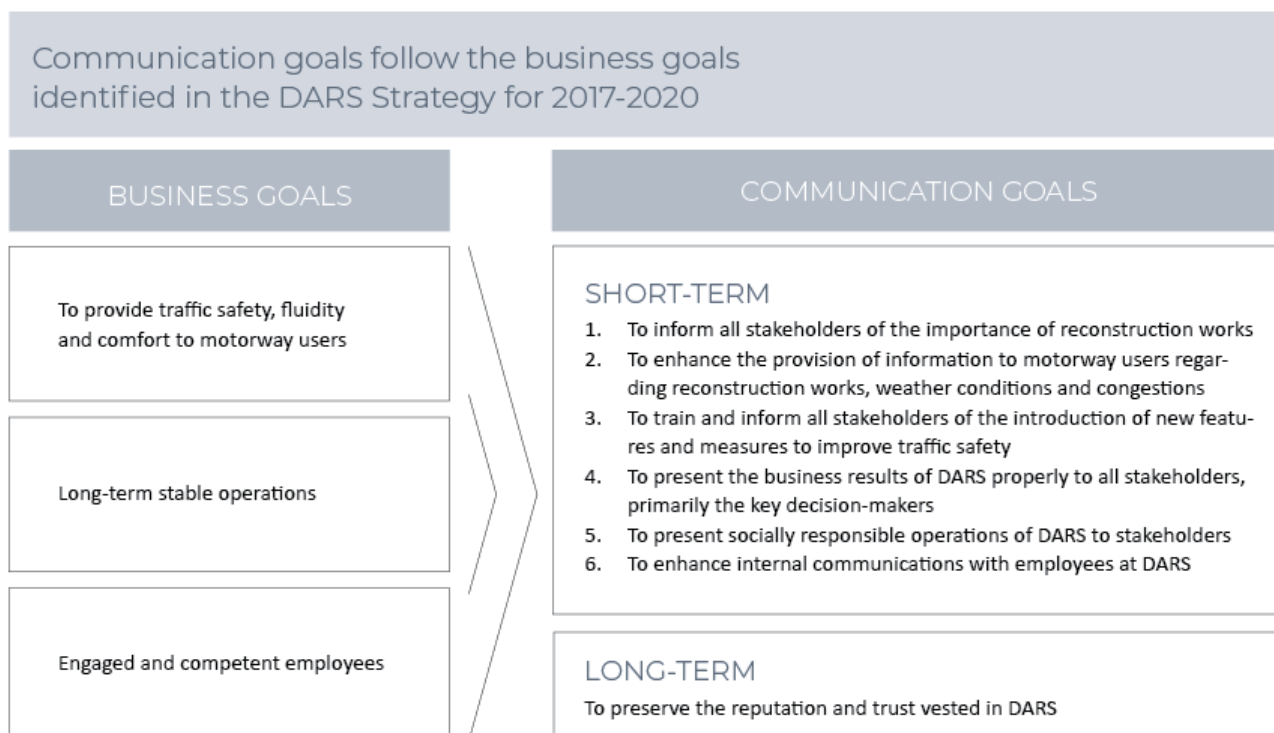 Communication goals follow the business goals
identified in the DARS Strategy for 2017-2020
BUSINESS GOALS
To provide traffic safety, fluidity
and comfort to motorway users
Long-term stable operations
Engaged and competent employees
COMMUNICATION GOALS
SHORT-TERM
1. To inform all stakeholders of the importance of reconstruction works
2. To enhance the provision of information to motorway users regar-
ding reconstruction works, weather conditions and congestions
3. To train and inform all stakeholders of the introduction of new featu-
res and measures to improve traffic safety
4. To present the business results of DARS properly to all stakeholders,
primarily the key decision-makers
5. To present socially responsible operations of DARS to stakeholders
6. To enhance internal communications with employees at DARS
LONG-TERM
To preserve the reputation and trust vested in DARS